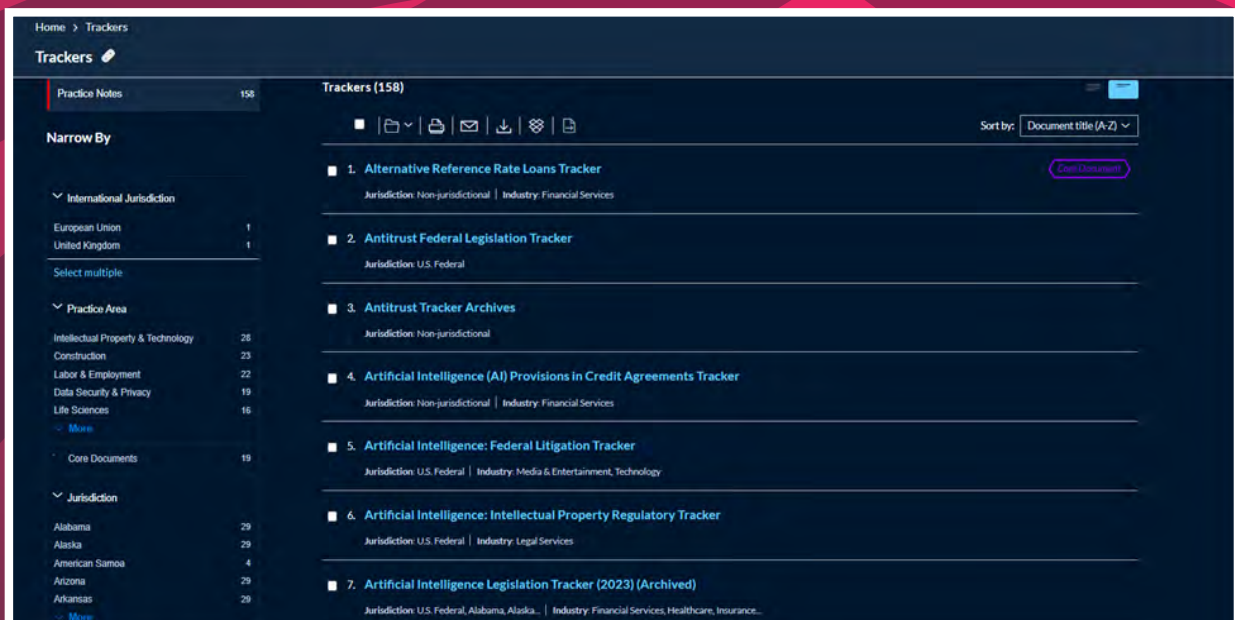 Home > Trackers
Trackers
Practice Notes 158
Narrow By
International Jurisdiction
European Union 1
United Kingdom 1
Select multiple
Practice Area
Intellectual Property & Technology 28
Construction 23
Labor & Employment 22
Data Security & Privacy 19
Life Sciences 16
More
Core Documents 19
Jurisdiction
Alabama 29
Alaska 29
American Samoa 4
Arizona 29
Arkansas 29
More
Trackers (158)
Sort by: Document title (A-Z)
1. Alternative Reference Rate Loans Tracker
Core Document
Jurisdiction: Non-jurisdictional | Industry: Financial Services
2. Antitrust Federal Legislation Tracker
Jurisdiction: U.S. Federal
3. Antitrust Tracker Archives
Jurisdiction: Non-jurisdictional
4. Artificial Intelligence (AI) Provisions in Credit Agreements Tracker
Jurisdiction: Non-jurisdictional | Industry: Financial Services
5. Artificial Intelligence: Federal Litigation Tracker
Jurisdiction: U.S. Federal | Industry: Media & Entertainment, Technology
6. Artificial Intelligence: Intellectual Property Regulatory Tracker
Jurisdiction: U.S. Federal | Industry: Legal Services
7. Artificial Intelligence Legislation Tracker (2023) (Archived)
Jurisdiction: U.S. Federal, Alabama, Alaska... | Industry: Financial Services, Healthcare, Insurance...